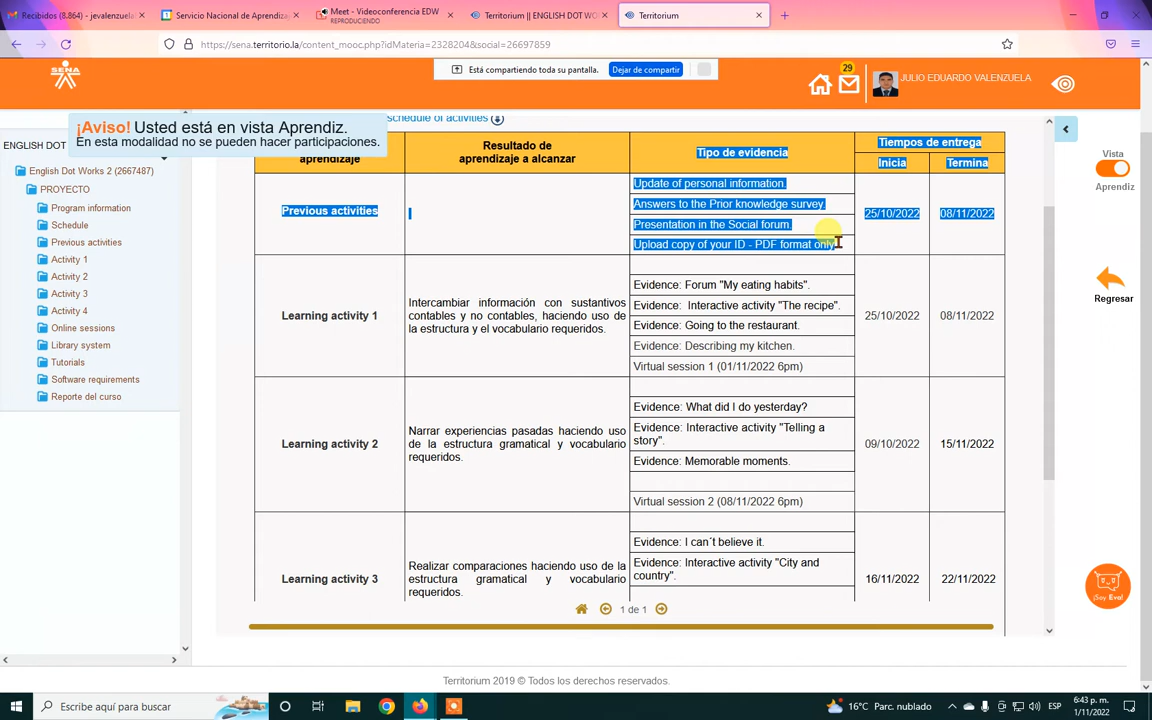 Recibidos (8.864) - jevalenzuela
Servicio Nacional de Aprendizaj
Meet - Videoconferencia EDW
REPRODUCIENDO
Territorium || ENGLISH DOT WO
Territorium
https://sena.territorio.la/content_mooc.php?idMateria=2328204&social=26697859
Está compartiendo toda su pantalla.
Dejar de compartir
SENA
29
JULIO EDUARDO VALENZUELA
¡Aviso! Usted está en vista Aprendiz.
En esta modalidad no se pueden hacer participaciones.
schedule of activities
ENGLISH DOT
English Dot Works 2 (2667487)
PROYECTO
Program information
Schedule
Previous activities
Activity 1
Activity 2
Activity 3
Activity 4
Online sessions
Library system
Tutorials
Software requirements
Reporte del curso
aprendizaje
Resultado de
aprendizaje a alcanzar
Tipo de evidencia
Tiempos de entrega
Inicia
Termina
Previous activities
Update of personal information.
Answers to the Prior knowledge survey.
Presentation in the Social forum.
Upload copy of your ID - PDF format only
25/10/2022
08/11/2022
Learning activity 1
Intercambiar información con sustantivos
contables y no contables, haciendo uso de
la estructura y el vocabulario requeridos.
Evidence: Forum "My eating habits".
Evidence: Interactive activity "The recipe".
Evidence: Going to the restaurant.
Evidence: Describing my kitchen.
Virtual session 1 (01/11/2022 6pm)
25/10/2022
08/11/2022
Learning activity 2
Narrar experiencias pasadas haciendo uso
de la estructura gramatical y vocabulario
requeridos.
Evidence: What did I do yesterday?
Evidence: Interactive activity "Telling a
story".
Evidence: Memorable moments.
Virtual session 2 (08/11/2022 6pm)
09/10/2022
15/11/2022
Learning activity 3
Realizar comparaciones haciendo uso de la
estructura gramatical y vocabulario
requeridos.
Evidence: I can´t believe it.
Evidence: Interactive activity "City and
country".
16/11/2022
22/11/2022
1 de 1
Vista
Aprendiz
Regresar
¡Soy Evo!
Territorium 2019 © Todos los derechos reservados.
Escribe aquí para buscar
16°C Parc. nublado
ESP
6:43 p. m.
1/11/2022